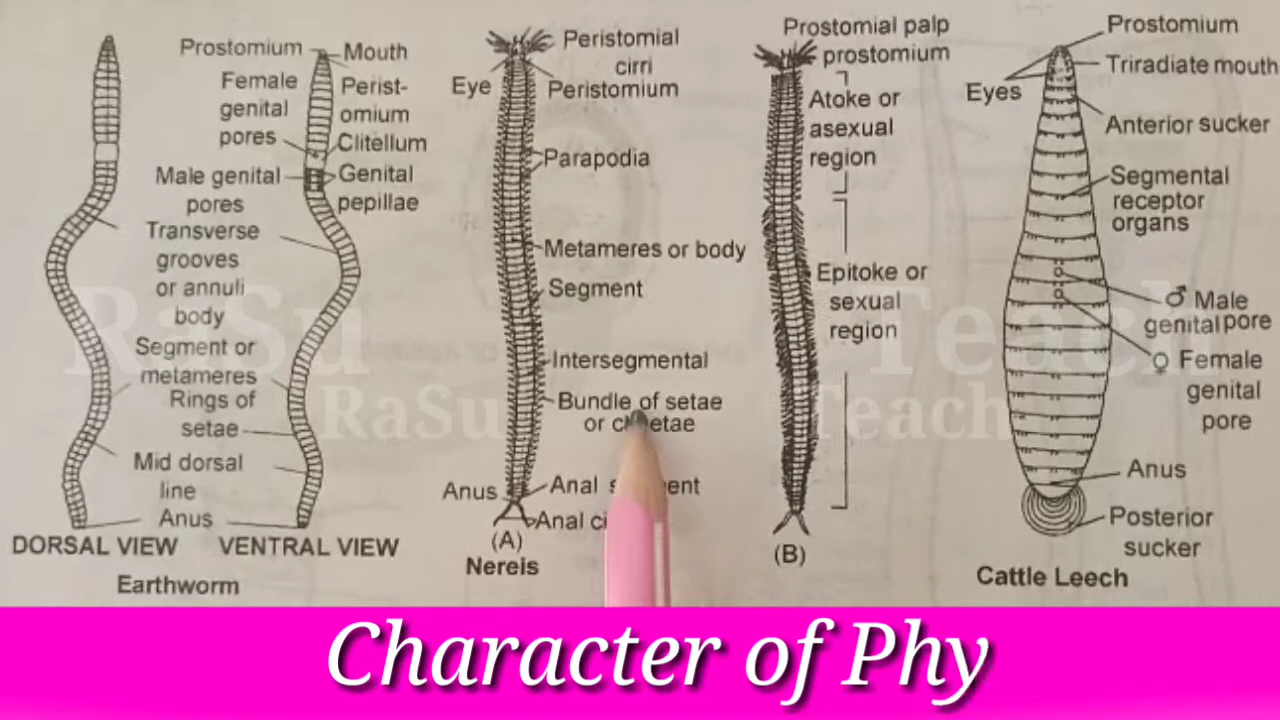 Prostomium
Mouth
Female
genital
pores
Perist-
omium
Clitellum
Male genital
pores
Genital
pepillae
Transverse
grooves
or annuli
body
Segment or
metameres
Rings of
setae
Mid dorsal
line
Anus
DORSAL VIEW
VENTRAL VIEW
Earthworm
Peristomial
cirri
Eye
Peristomium
Parapodia
Metameres or body
Segment
Intersegmental
Bundle of setae
or
Anus
Anal
Anal
(A)
Nereis
Prostomial palp
prostomium
Atoke or
asexual
region
Epitoke or
sexual
region
(B)
Prostomium
Triradiate mouth
Eyes
Anterior sucker
Segmental
receptor
organs
♂ Male
genital pore
♀ Female
genital
pore
Anus
Posterior
sucker
Cattle Leech
RaSu Teach
RaSu Teach
Character of Phy